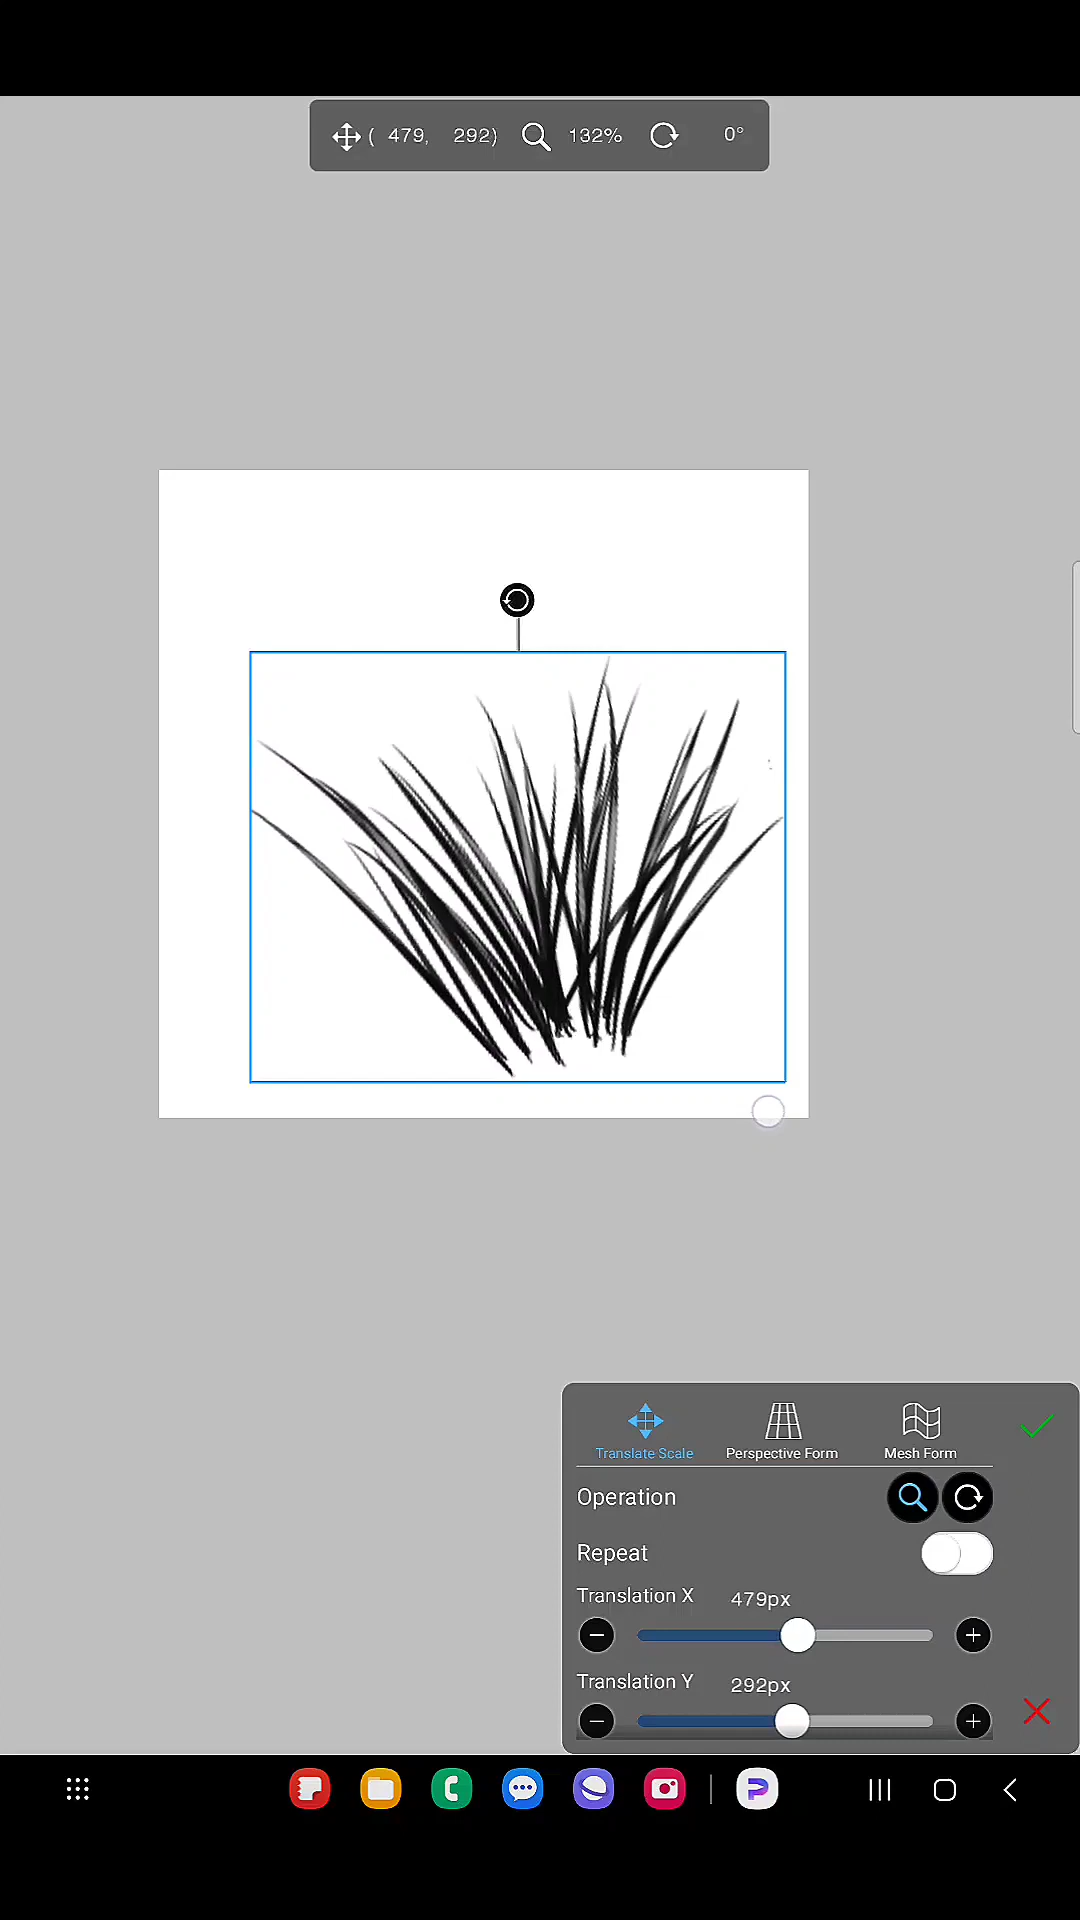 ( 479, 292) 132% 0°
Translate Scale Perspective Form Mesh Form
Operation
Repeat
Translation X 479px
Translation Y 292px